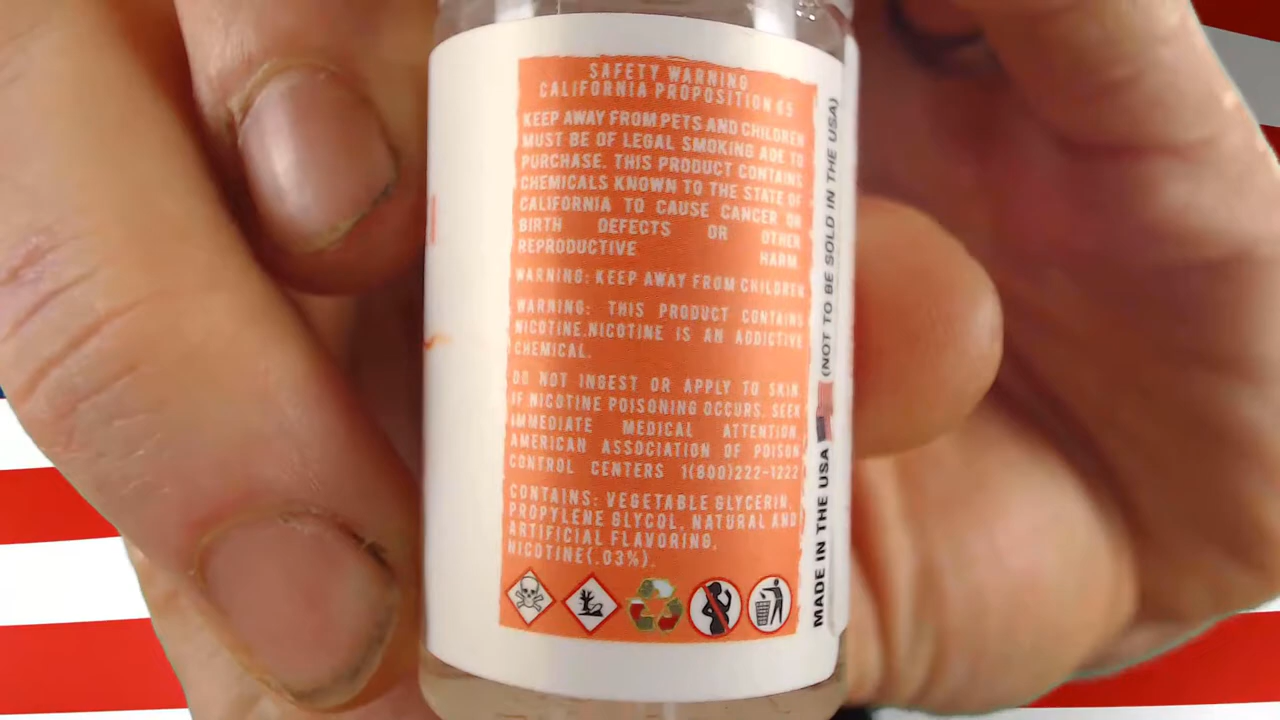 SAFETY WARNING
CALIFORNIA PROPOSITION 65
KEEP AWAY FROM PETS AND CHILDREN
MUST BE OF LEGAL SMOKING AGE TO
PURCHASE. THIS PRODUCT CONTAINS
CHEMICALS KNOWN TO THE STATE OF
CALIFORNIA TO CAUSE CANCER OR
BIRTH DEFECTS OR OTHER
REPRODUCTIVE HARM.
WARNING: KEEP AWAY FROM CHILDREN
WARNING: THIS PRODUCT CONTAINS
NICOTINE.NICOTINE IS AN ADDICTIVE
CHEMICAL.
DO NOT INGEST OR APPLY TO SKIN.
IF NICOTINE POISONING OCCURS, SEEK
IMMEDIATE MEDICAL ATTENTION.
AMERICAN ASSOCIATION OF POISON
CONTROL CENTERS 1(800)222-1222
CONTAINS: VEGETABLE GLYCERIN,
PROPYLENE GLYCOL, NATURAL AND
ARTIFICIAL FLAVORING,
NICOTINE(.03%).
MADE IN THE USA (NOT TO BE SOLD IN THE USA)